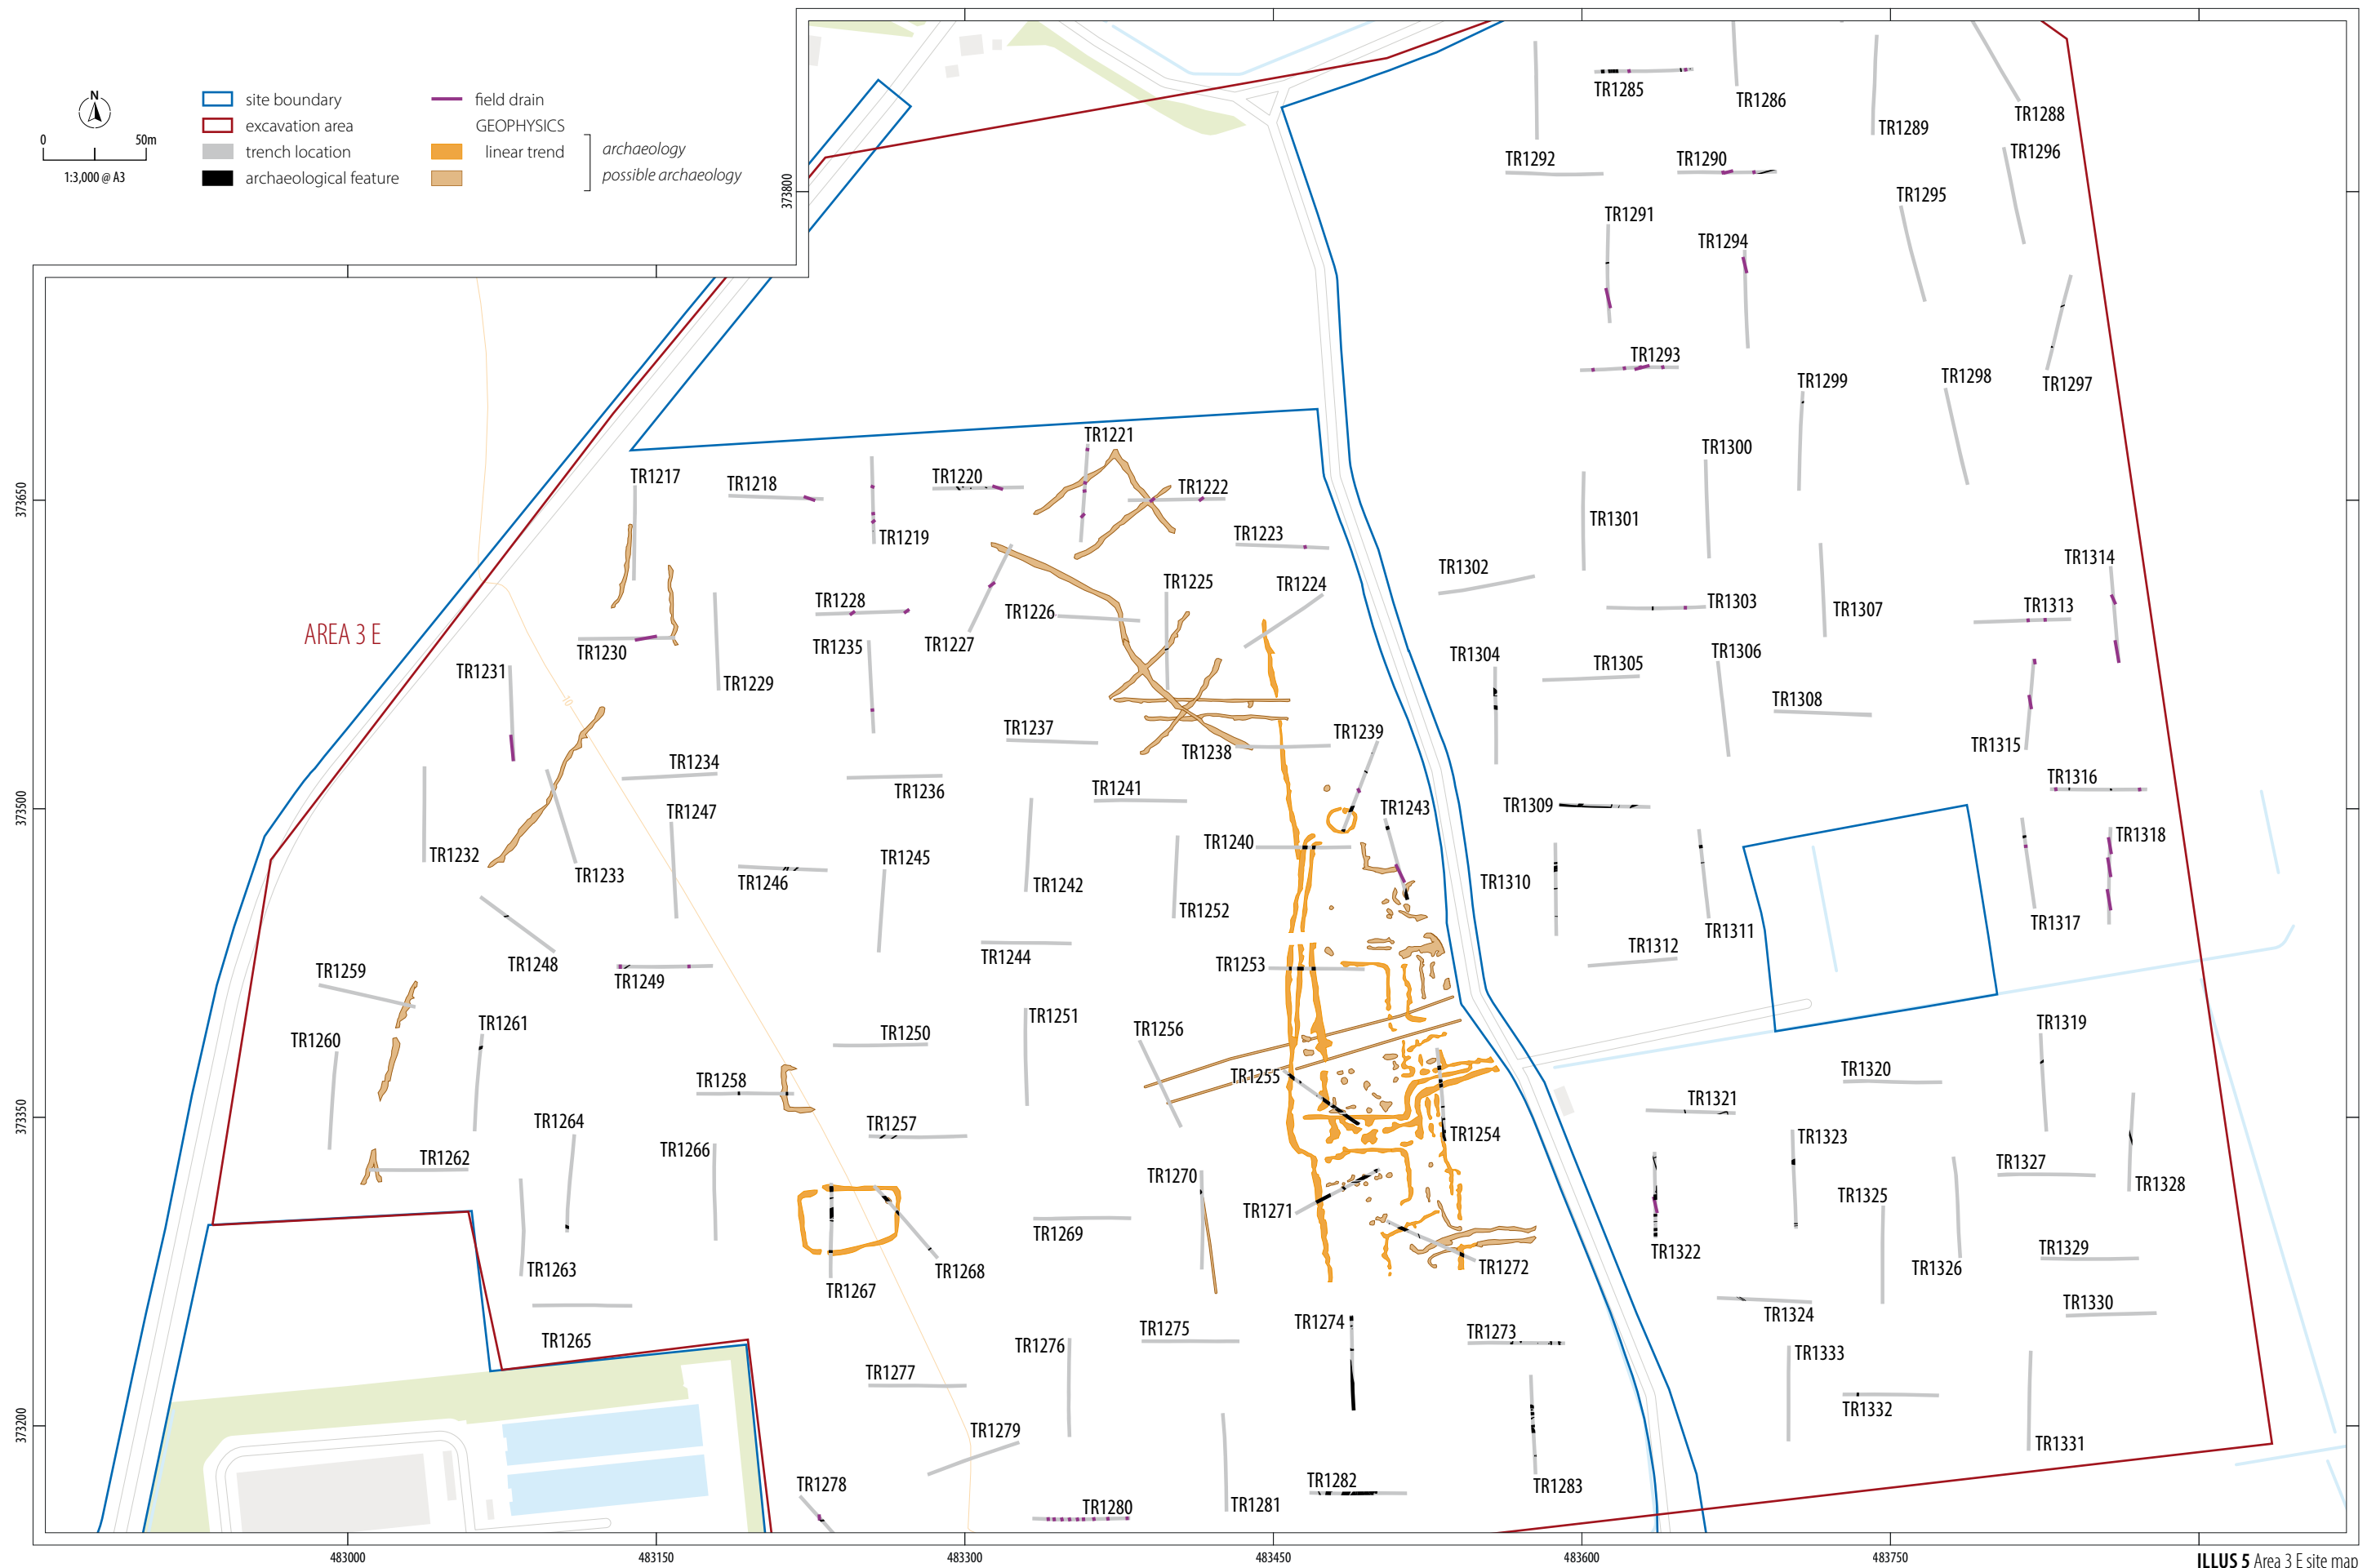 N
0 50m
1:3,000 @ A3
site boundary
excavation area
trench location
archaeological feature
field drain
GEOPHYSICS
linear trend
archaeology
possible archaeology
373800
373650
373500
373350
373200
483000
483150
483300
483450
483600
483750
AREA 3 E
10
TR1285
TR1286
TR1288
TR1289
TR1292
TR1290
TR1296
TR1295
TR1291
TR1294
TR1293
TR1299
TR1298
TR1297
TR1221
TR1217
TR1218
TR1220
TR1222
TR1219
TR1223
TR1300
TR1301
TR1302
TR1314
TR1225
TR1224
TR1228
TR1226
TR1303
TR1307
TR1313
TR1230
TR1235
TR1227
TR1231
TR1229
TR1304
TR1305
TR1306
TR1308
TR1237
TR1238
TR1239
TR1315
TR1234
TR1236
TR1241
TR1316
TR1247
TR1243
TR1309
TR1240
TR1318
TR1232
TR1233
TR1246
TR1245
TR1242
TR1252
TR1310
TR1317
TR1311
TR1312
TR1248
TR1244
TR1259
TR1249
TR1253
TR1251
TR1261
TR1256
TR1260
TR1250
TR1319
TR1258
TR1255
TR1320
TR1321
TR1264
TR1257
TR1254
TR1323
TR1262
TR1266
TR1270
TR1327
TR1328
TR1325
TR1271
TR1269
TR1322
TR1263
TR1268
TR1272
TR1326
TR1329
TR1267
TR1330
TR1324
TR1274
TR1275
TR1273
TR1265
TR1276
TR1333
TR1277
TR1332
TR1279
TR1331
TR1278
TR1282
TR1283
TR1280
TR1281
ILLUS 5 Area 3 E site map